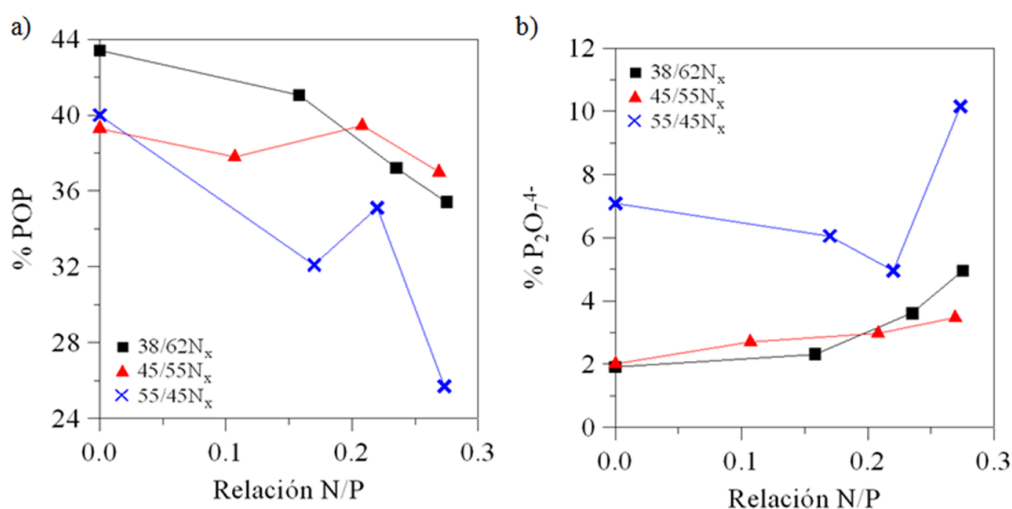 a)
44
40
36
32
28
24
% POP
38/62Nₓ
45/55Nₓ
55/45Nₓ
0.0 0.1 0.2 0.3
Relación N/P
b)
12
10
8
6
4
2
0
% P₂O₇⁴⁻
38/62Nₓ
45/55Nₓ
55/45Nₓ
0.0 0.1 0.2 0.3
Relación N/P